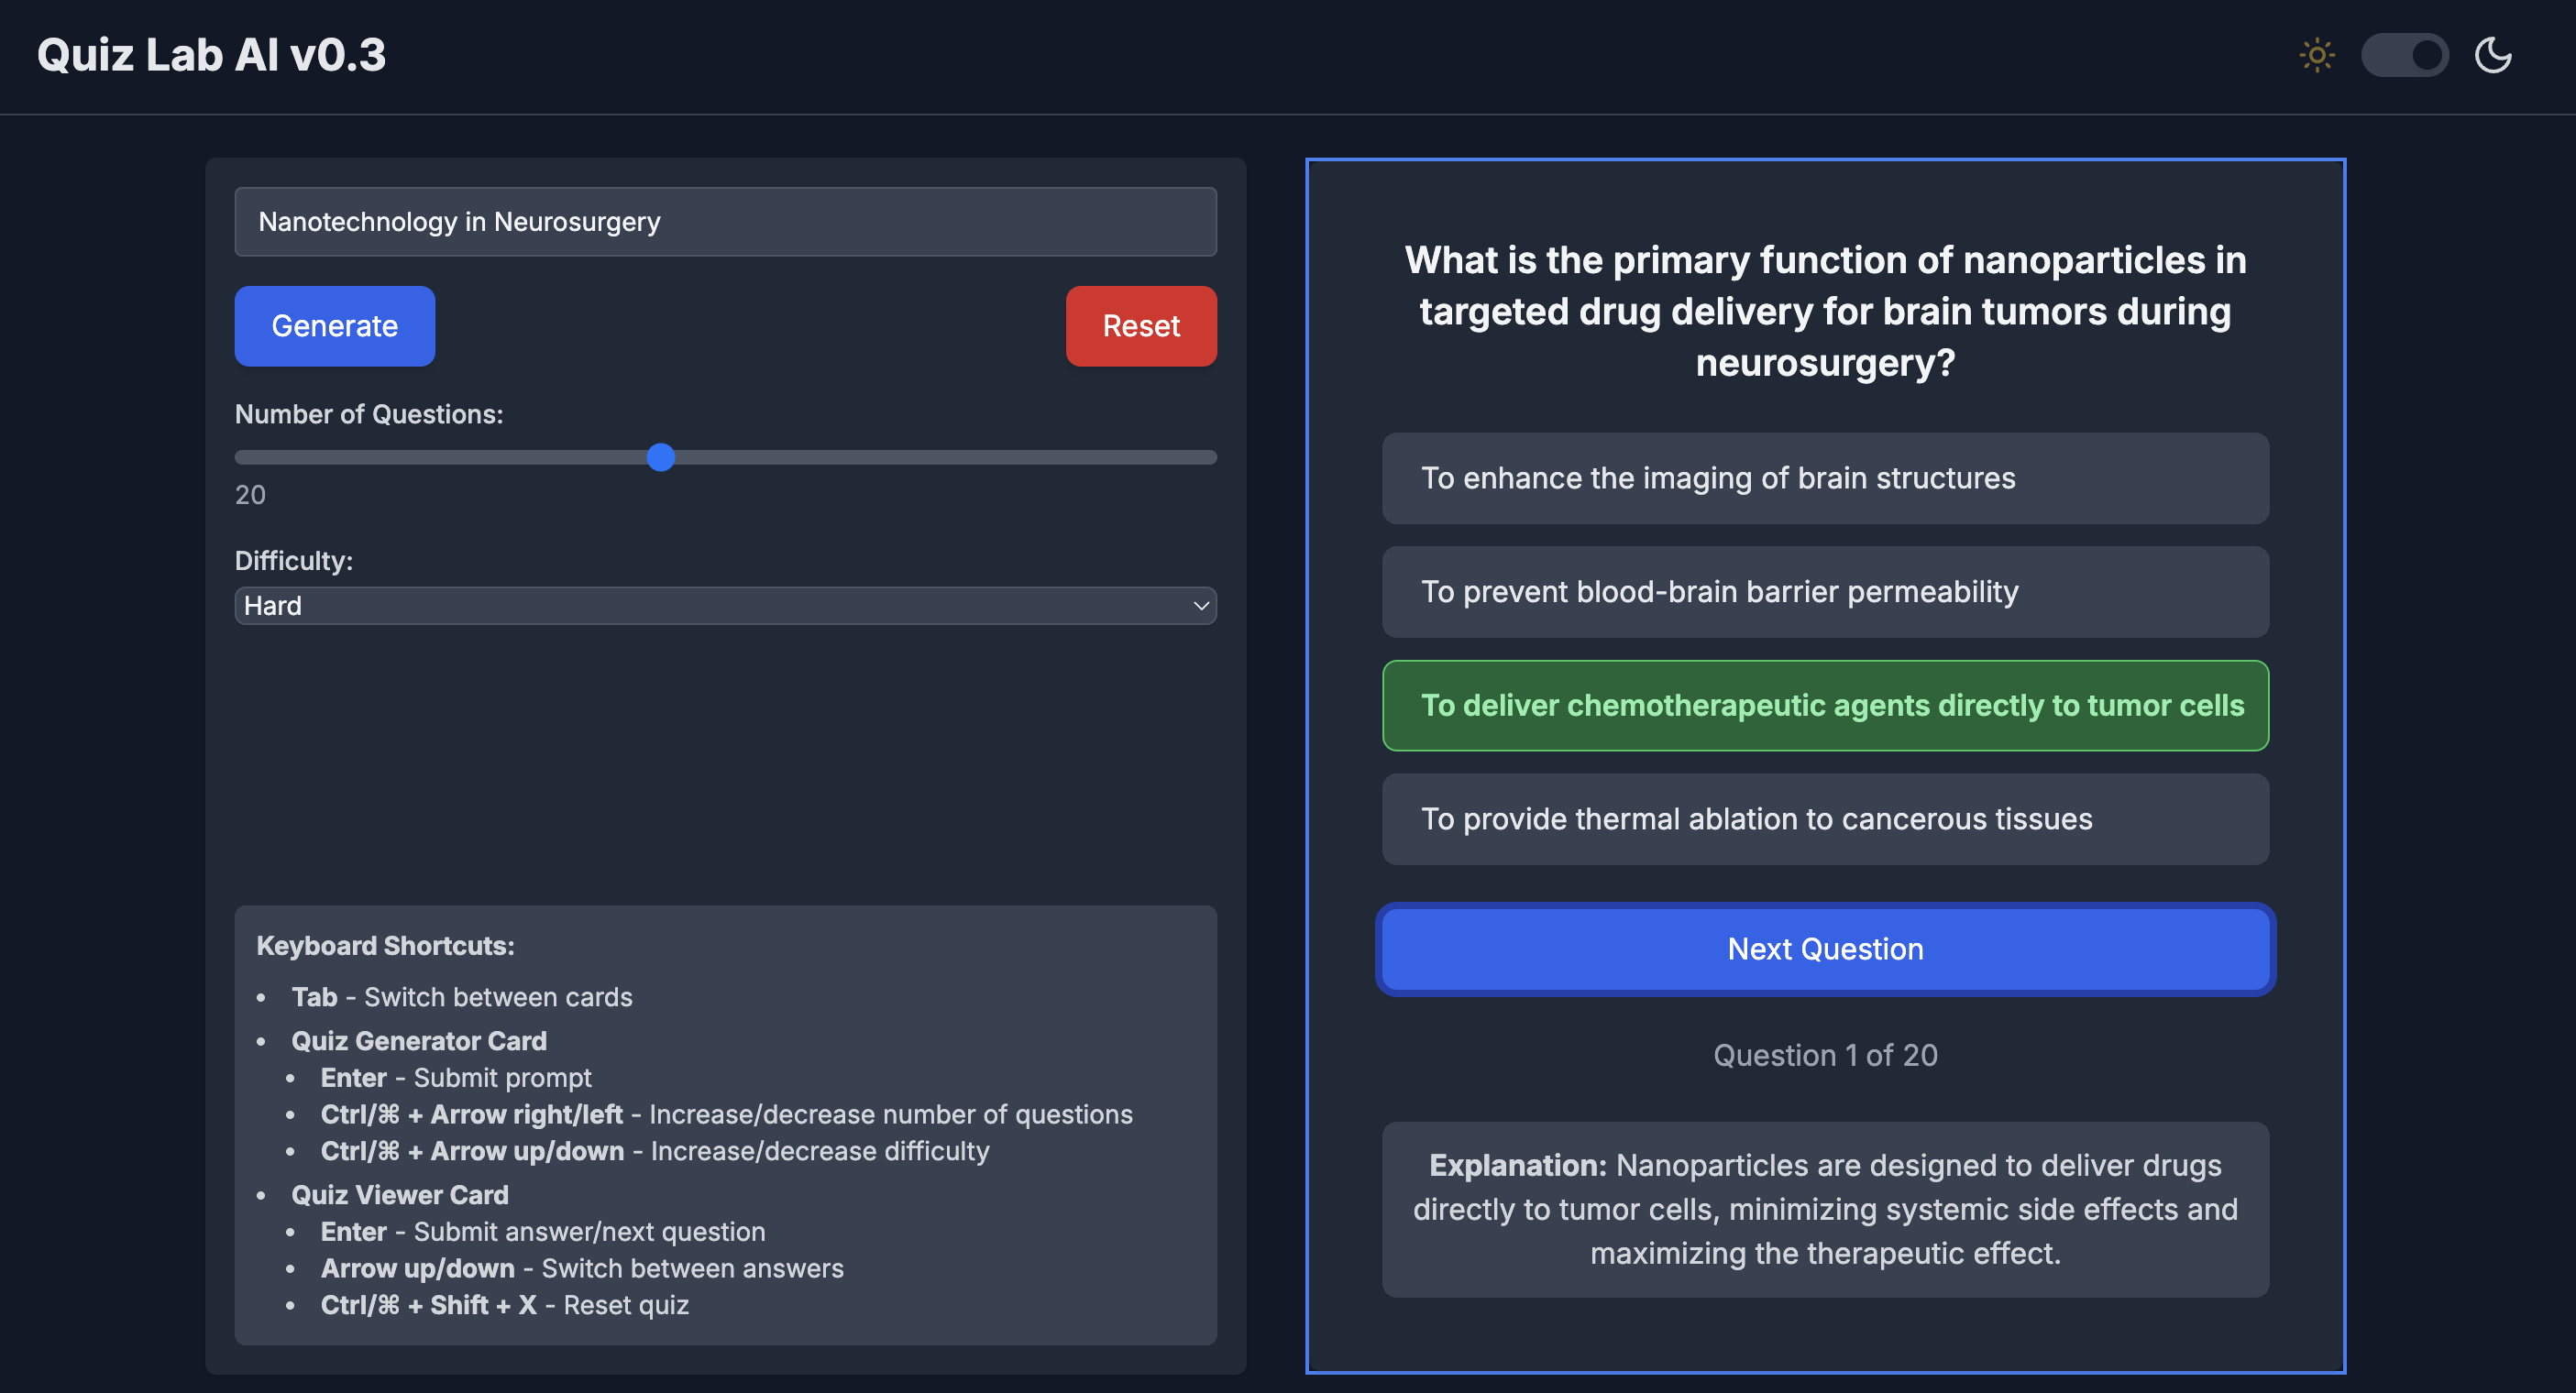 Quiz Lab AI v0.3
Nanotechnology in Neurosurgery
Generate
Reset
Number of Questions:
20
Difficulty:
Hard
Keyboard Shortcuts:
• Tab - Switch between cards
• Quiz Generator Card
• Enter - Submit prompt
• Ctrl/⌘ + Arrow right/left - Increase/decrease number of questions
• Ctrl/⌘ + Arrow up/down - Increase/decrease difficulty
• Quiz Viewer Card
• Enter - Submit answer/next question
• Arrow up/down - Switch between answers
• Ctrl/⌘ + Shift + X - Reset quiz
What is the primary function of nanoparticles in
targeted drug delivery for brain tumors during
neurosurgery?
To enhance the imaging of brain structures
To prevent blood-brain barrier permeability
To deliver chemotherapeutic agents directly to tumor cells
To provide thermal ablation to cancerous tissues
Next Question
Question 1 of 20
Explanation: Nanoparticles are designed to deliver drugs
directly to tumor cells, minimizing systemic side effects and
maximizing the therapeutic effect.